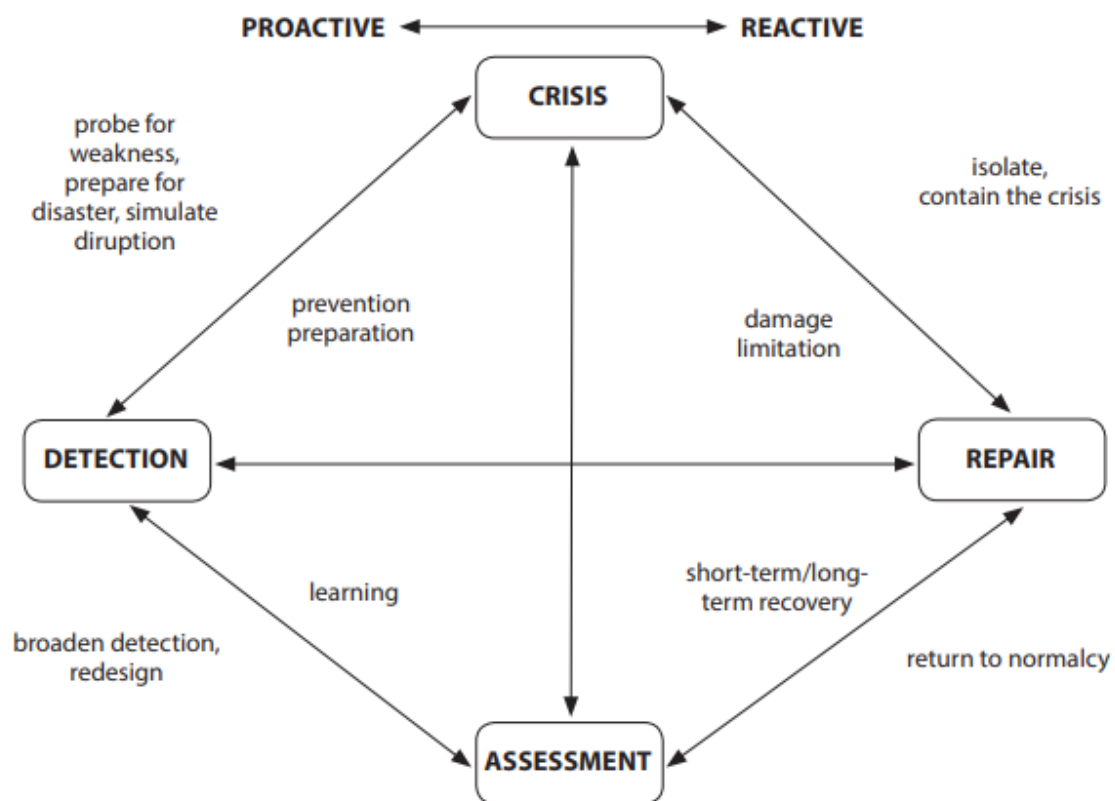 PROACTIVE
REACTIVE
CRISIS
probe for
weakness,
prepare for
disaster, simulate
diruption
isolate,
contain the crisis
prevention
preparation
damage
limitation
DETECTION
REPAIR
learning
short-term/long-
term recovery
broaden detection,
redesign
return to normalcy
ASSESSMENT